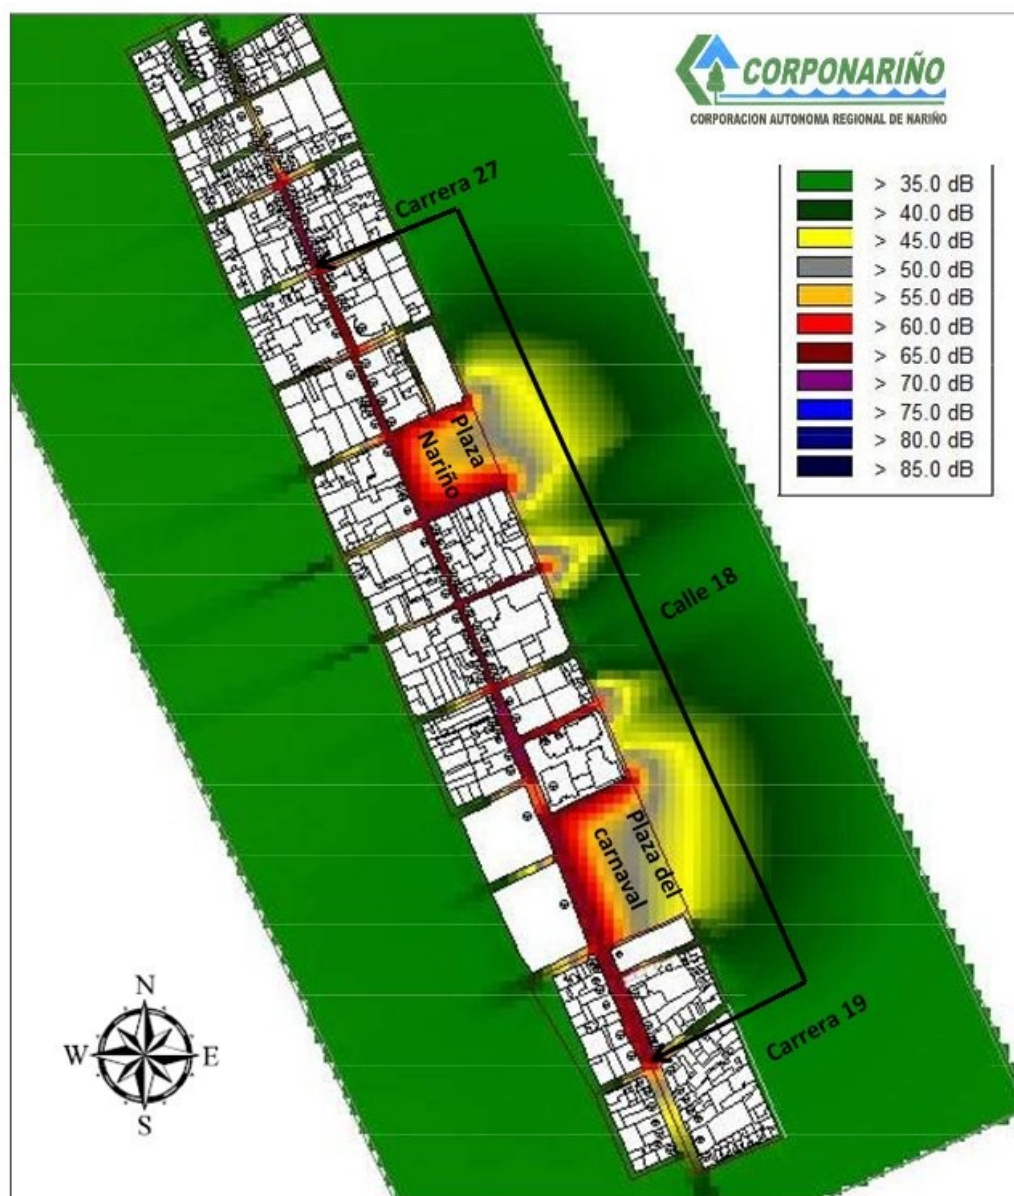 CORPONARIÑO
CORPORACION AUTONOMA REGIONAL DE NARIÑO
> 35.0 dB
> 40.0 dB
> 45.0 dB
> 50.0 dB
> 55.0 dB
> 60.0 dB
> 65.0 dB
> 70.0 dB
> 75.0 dB
> 80.0 dB
> 85.0 dB
Carrera 27
Plaza
Nariño
Calle 18
Plaza del
carnaval
Carrera 19
N
W
E
S